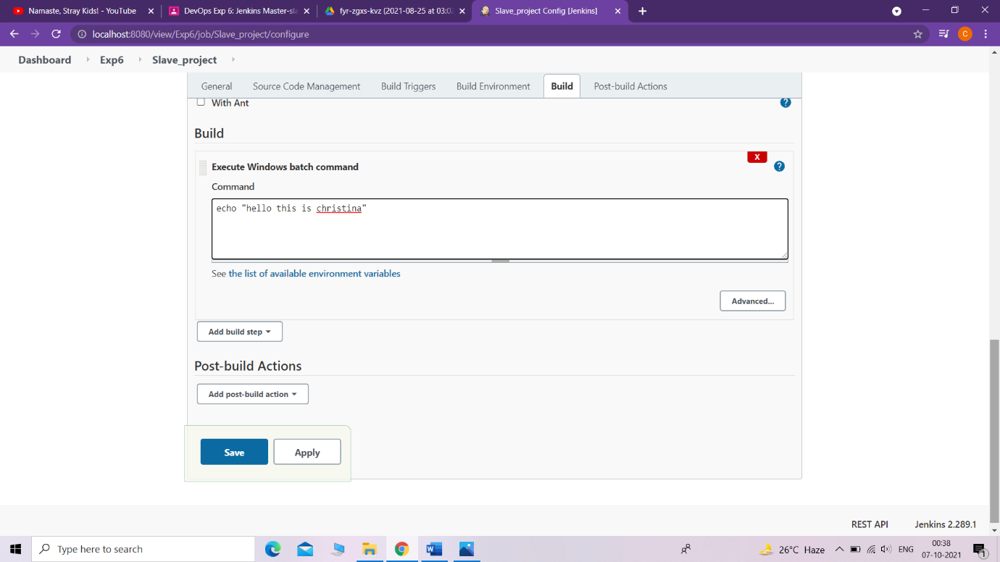 Namaste, Stray Kids! - YouTube
DevOps Exp 6: Jenkins Master-sla
fyr-zgxs-kvz (2021-08-25 at 03:02
Slave_project Config [Jenkins]
localhost:8080/view/Exp6/job/Slave_project/configure
C
Dashboard
Exp6
Slave_project
General
Source Code Management
Build Triggers
Build Environment
Build
Post-build Actions
With Ant
?
Build
X
Execute Windows batch command
?
Command
echo "hello this is christina"
See the list of available environment variables
Advanced...
Add build step
Post-build Actions
Add post-build action
Save
Apply
REST API
Jenkins 2.289.1
Type here to search
26°C Haze
ENG
00:38
07-10-2021
1